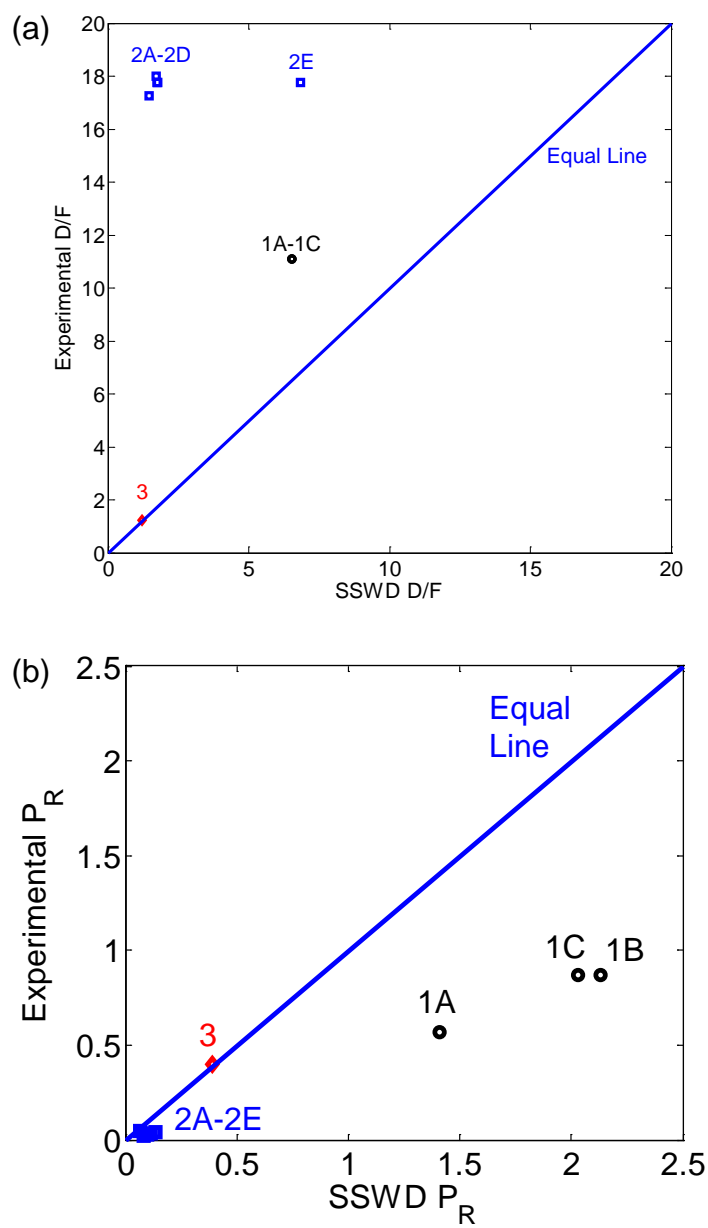 (a)
20
18
16
14
12
10
8
6
4
2
0
Experimental D/F
2A-2D
2E
Equal Line
1A-1C
3
0 5 10 15 20
SSWD D/F
(b)
2.5
2
1.5
1
0.5
0
Experimental P_R
Equal
Line
1C 1B
1A
3
2A-2E
0 0.5 1 1.5 2 2.5
SSWD P_R